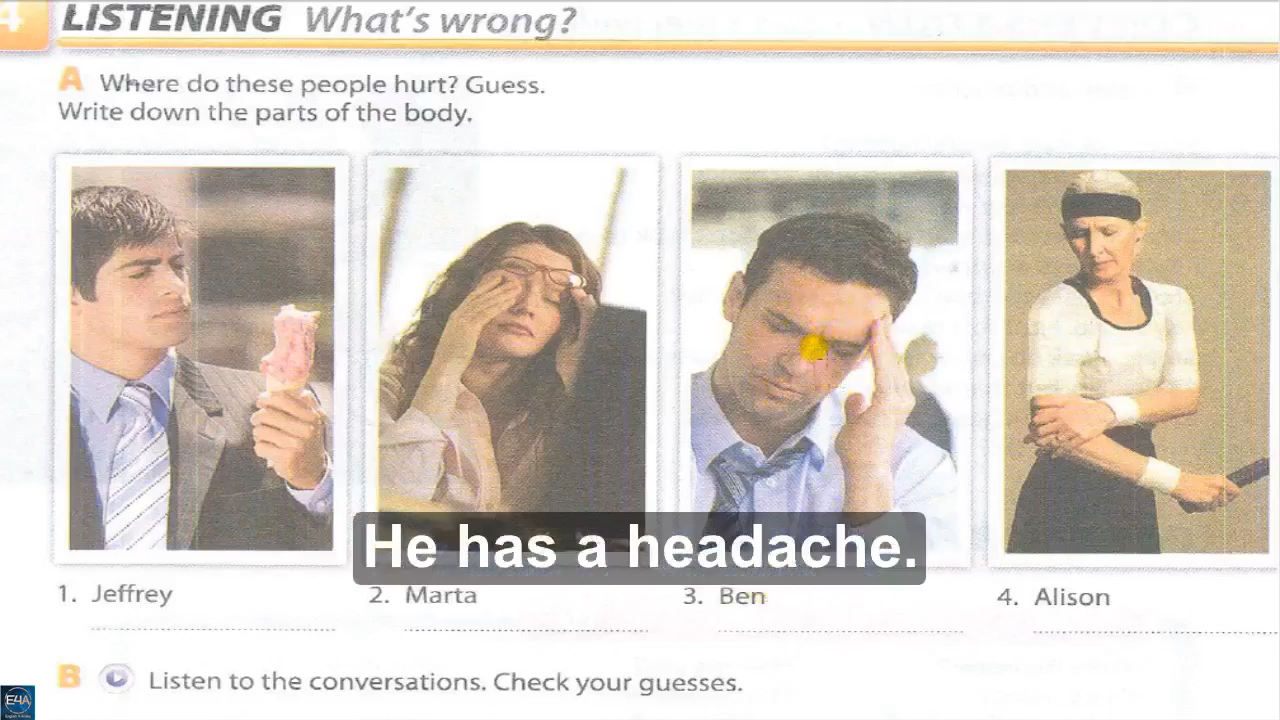 4 LISTENING What's wrong?
A Where do these people hurt? Guess.
Write down the parts of the body.
He has a headache.
1. Jeffrey
2. Marta
3. Ben
4. Alison
B Listen to the conversations. Check your guesses.
E4A